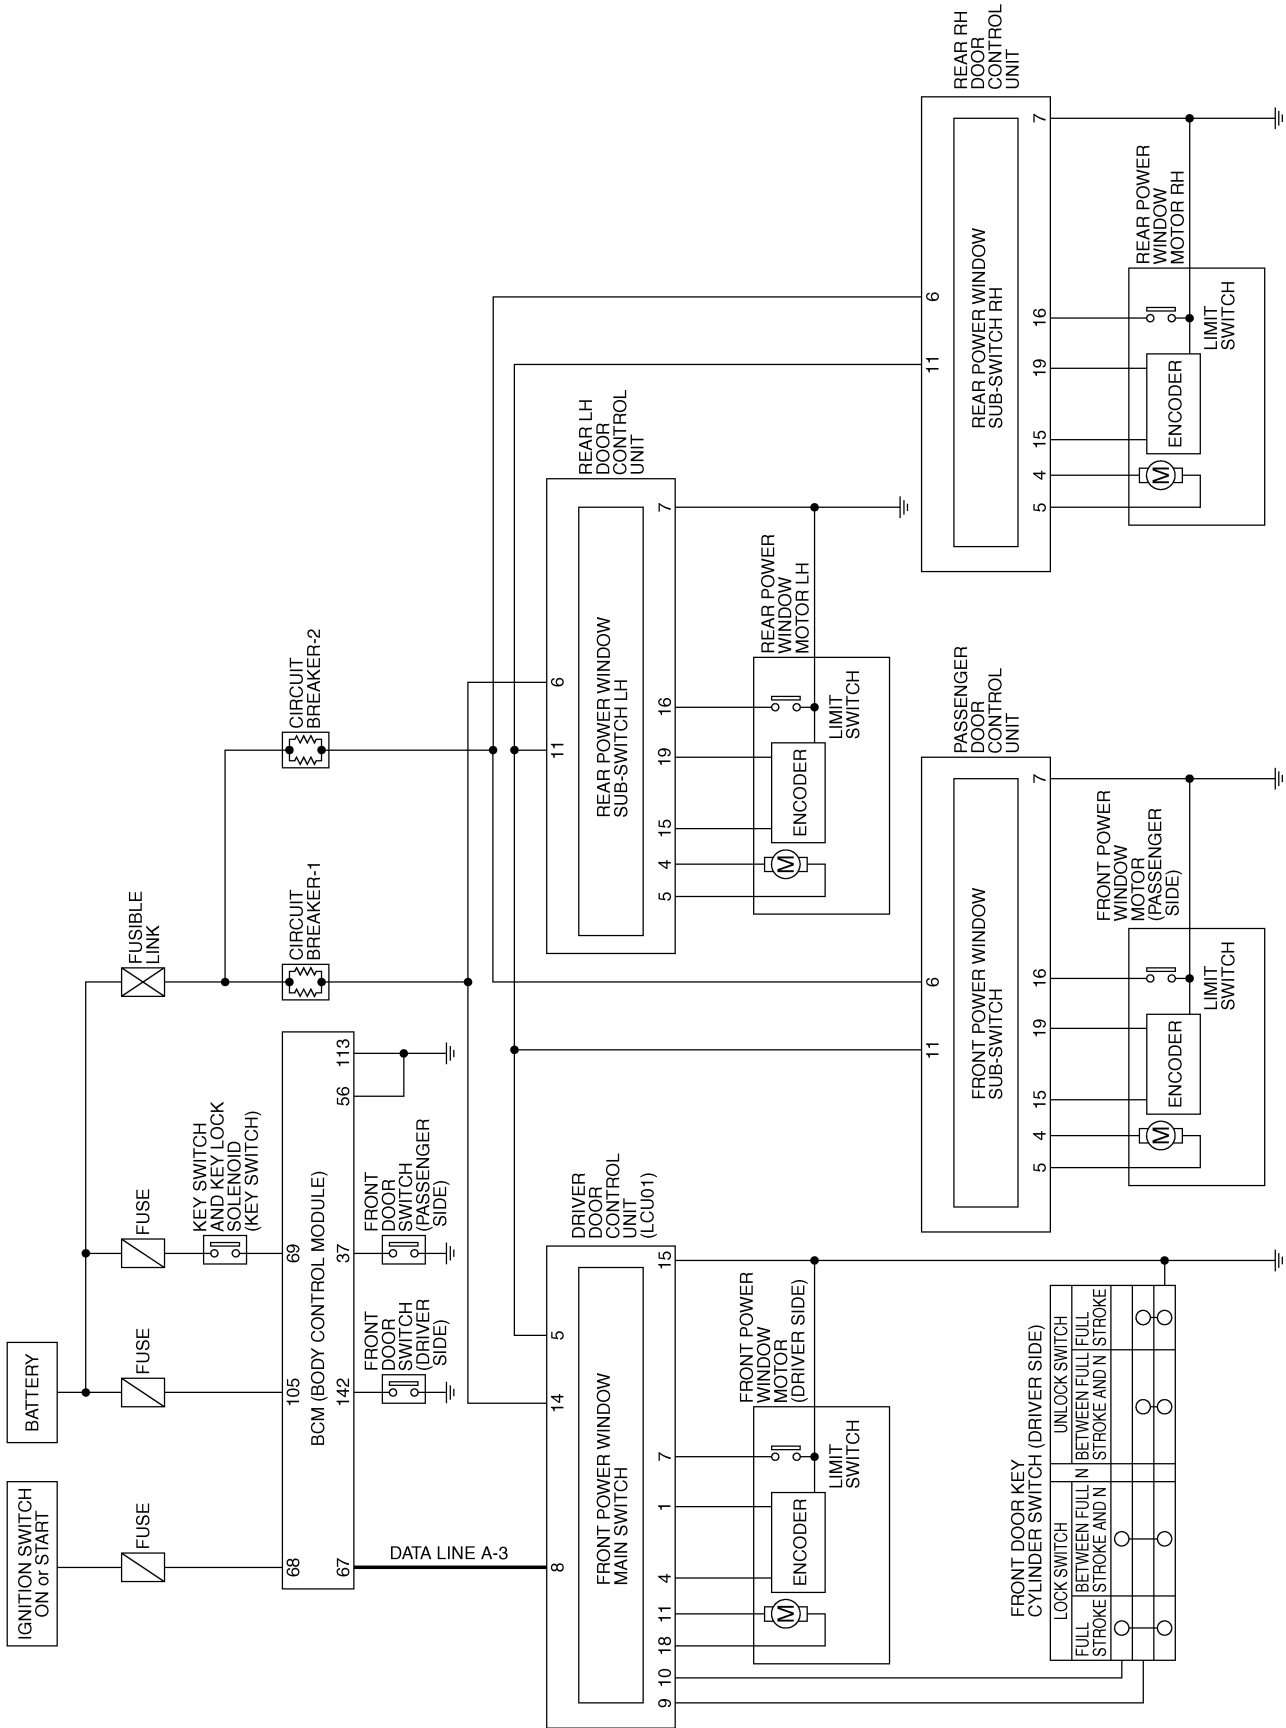 IGNITION SWITCH
ON or START
BATTERY
FUSE
FUSE
FUSE
FUSIBLE
LINK
KEY SWITCH
AND KEY LOCK
SOLENOID
(KEY SWITCH)
CIRCUIT
BREAKER-1
CIRCUIT
BREAKER-2
68
105
69
BCM (BODY CONTROL MODULE)
67
142
37
56
113
FRONT
DOOR
SWITCH
(DRIVER
SIDE)
FRONT
DOOR
SWITCH
(PASSENGER
SIDE)
DATA LINE A-3
DRIVER
DOOR
CONTROL
UNIT
(LCU01)
8
14
5
FRONT POWER WINDOW
MAIN SWITCH
9
10
18
11
4
1
7
15
FRONT POWER
WINDOW
MOTOR
(DRIVER SIDE)
M
ENCODER
LIMIT
SWITCH
REAR LH
DOOR
CONTROL
UNIT
11
6
REAR POWER WINDOW
SUB-SWITCH LH
5
4
15
19
16
7
REAR POWER
WINDOW
MOTOR LH
M
ENCODER
LIMIT
SWITCH
PASSENGER
DOOR
CONTROL
UNIT
11
6
FRONT POWER WINDOW
SUB-SWITCH
5
4
15
19
16
7
FRONT POWER
WINDOW
MOTOR
(PASSENGER
SIDE)
M
ENCODER
LIMIT
SWITCH
REAR RH
DOOR
CONTROL
UNIT
11
6
REAR POWER WINDOW
SUB-SWITCH RH
5
4
15
19
16
7
REAR POWER
WINDOW
MOTOR RH
M
ENCODER
LIMIT
SWITCH
FRONT DOOR KEY
CYLINDER SWITCH (DRIVER SIDE)
LOCK SWITCH
N
UNLOCK SWITCH
FULL
STROKE
BETWEEN FULL
STROKE AND N
BETWEEN FULL
STROKE AND N
FULL
STROKE